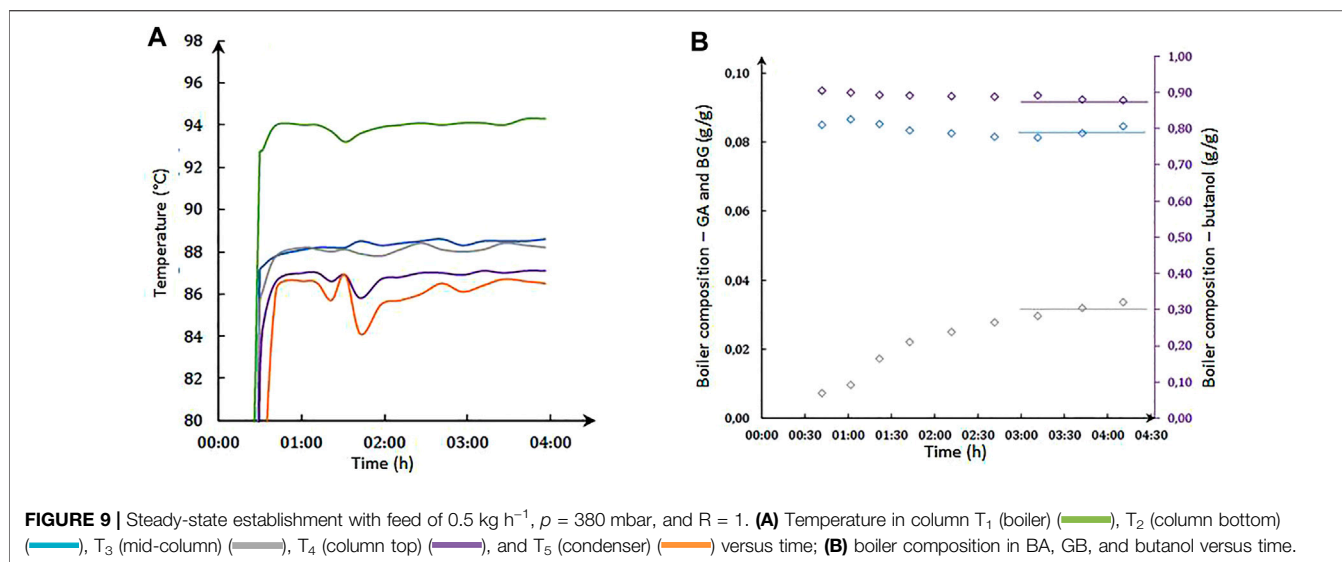 A
98
96
94
92
90
88
86
84
82
80
Temperature (°C)
00:00 01:00 02:00 03:00 04:00
Time (h)
B
0,10
0,08
0,06
0,04
0,02
0,00
Boiler composition – GA and BG (g/g)
1,00
0,90
0,80
0,70
0,60
0,50
0,40
0,30
0,20
0,10
0,00
Boiler composition – butanol (g/g)
00:00 00:30 01:00 01:30 02:00 02:30 03:00 03:30 04:00 04:30
Time (h)
FIGURE 9 | Steady-state establishment with feed of 0.5 kg h⁻¹, p = 380 mbar, and R = 1. (A) Temperature in column T₁ (boiler) ( ), T₂ (column bottom)
( ), T₃ (mid-column) ( ), T₄ (column top) ( ), and T₅ (condenser) ( ) versus time; (B) boiler composition in BA, GB, and butanol versus time.